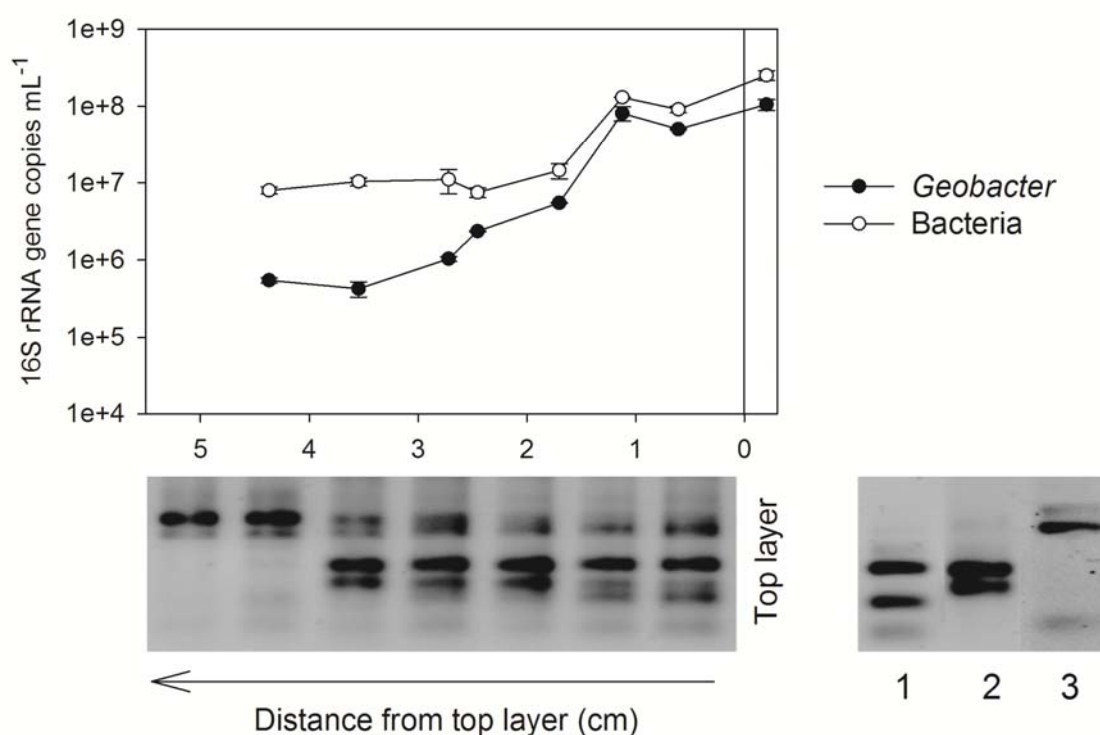 1e+9
1e+8
1e+7
1e+6
1e+5
1e+4
16S rRNA gene copies mL-1
5 4 3 2 1 0
Geobacter
Bacteria
Top layer
Distance from top layer (cm)
1 2 3